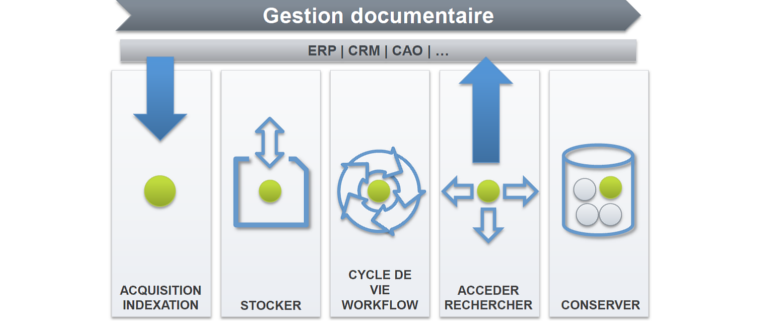 Gestion documentaire
ERP | CRM | CAO | ...
ACQUISITION
INDEXATION
STOCKER
CYCLE DE
VIE
WORKFLOW
ACCEDER
RECHERCHER
CONSERVER